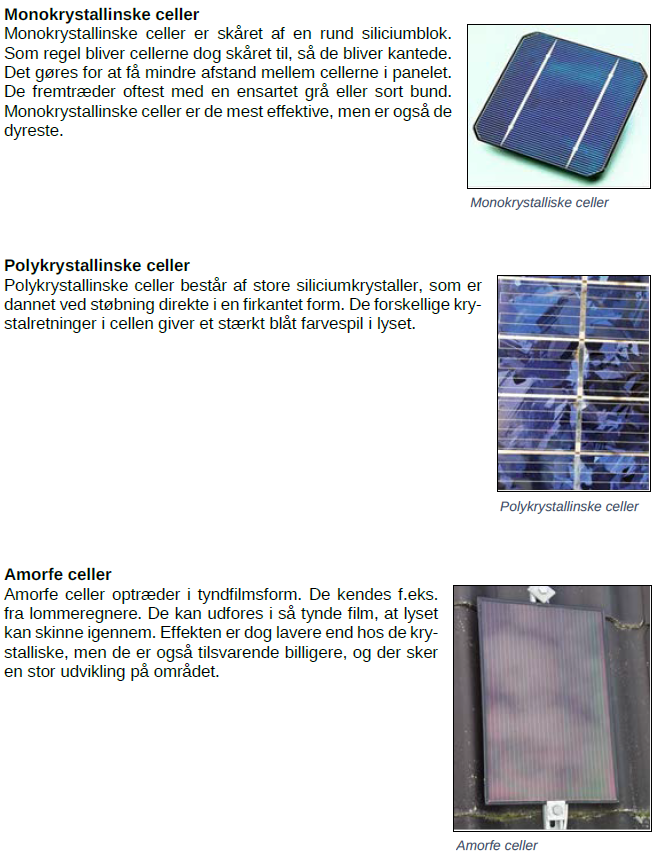 Monokrystallinske celler
Monokrystallinske celler er skåret af en rund siliciumblok.
Som regel bliver cellerne dog skåret til, så de bliver kantede.
Det gøres for at få mindre afstand mellem cellerne i panelet.
De fremtræder oftest med en ensartet grå eller sort bund.
Monokrystallinske celler er de mest effektive, men er også de
dyreste.
Monokrystalliske celler
Polykrystallinske celler
Polykrystallinske celler består af store siliciumkrystaller, som er
dannet ved støbning direkte i en firkantet form. De forskellige kry-
stalretninger i cellen giver et stærkt blåt farvespil i lyset.
Polykrystallinske celler
Amorfe celler
Amorfe celler optræder i tyndfilmsform. De kendes f.eks.
fra lommeregnere. De kan udfores i så tynde film, at lyset
kan skinne igennem. Effekten er dog lavere end hos de kry-
stalliske, men de er også tilsvarende billigere, og der sker
en stor udvikling på området.
Amorfe celler